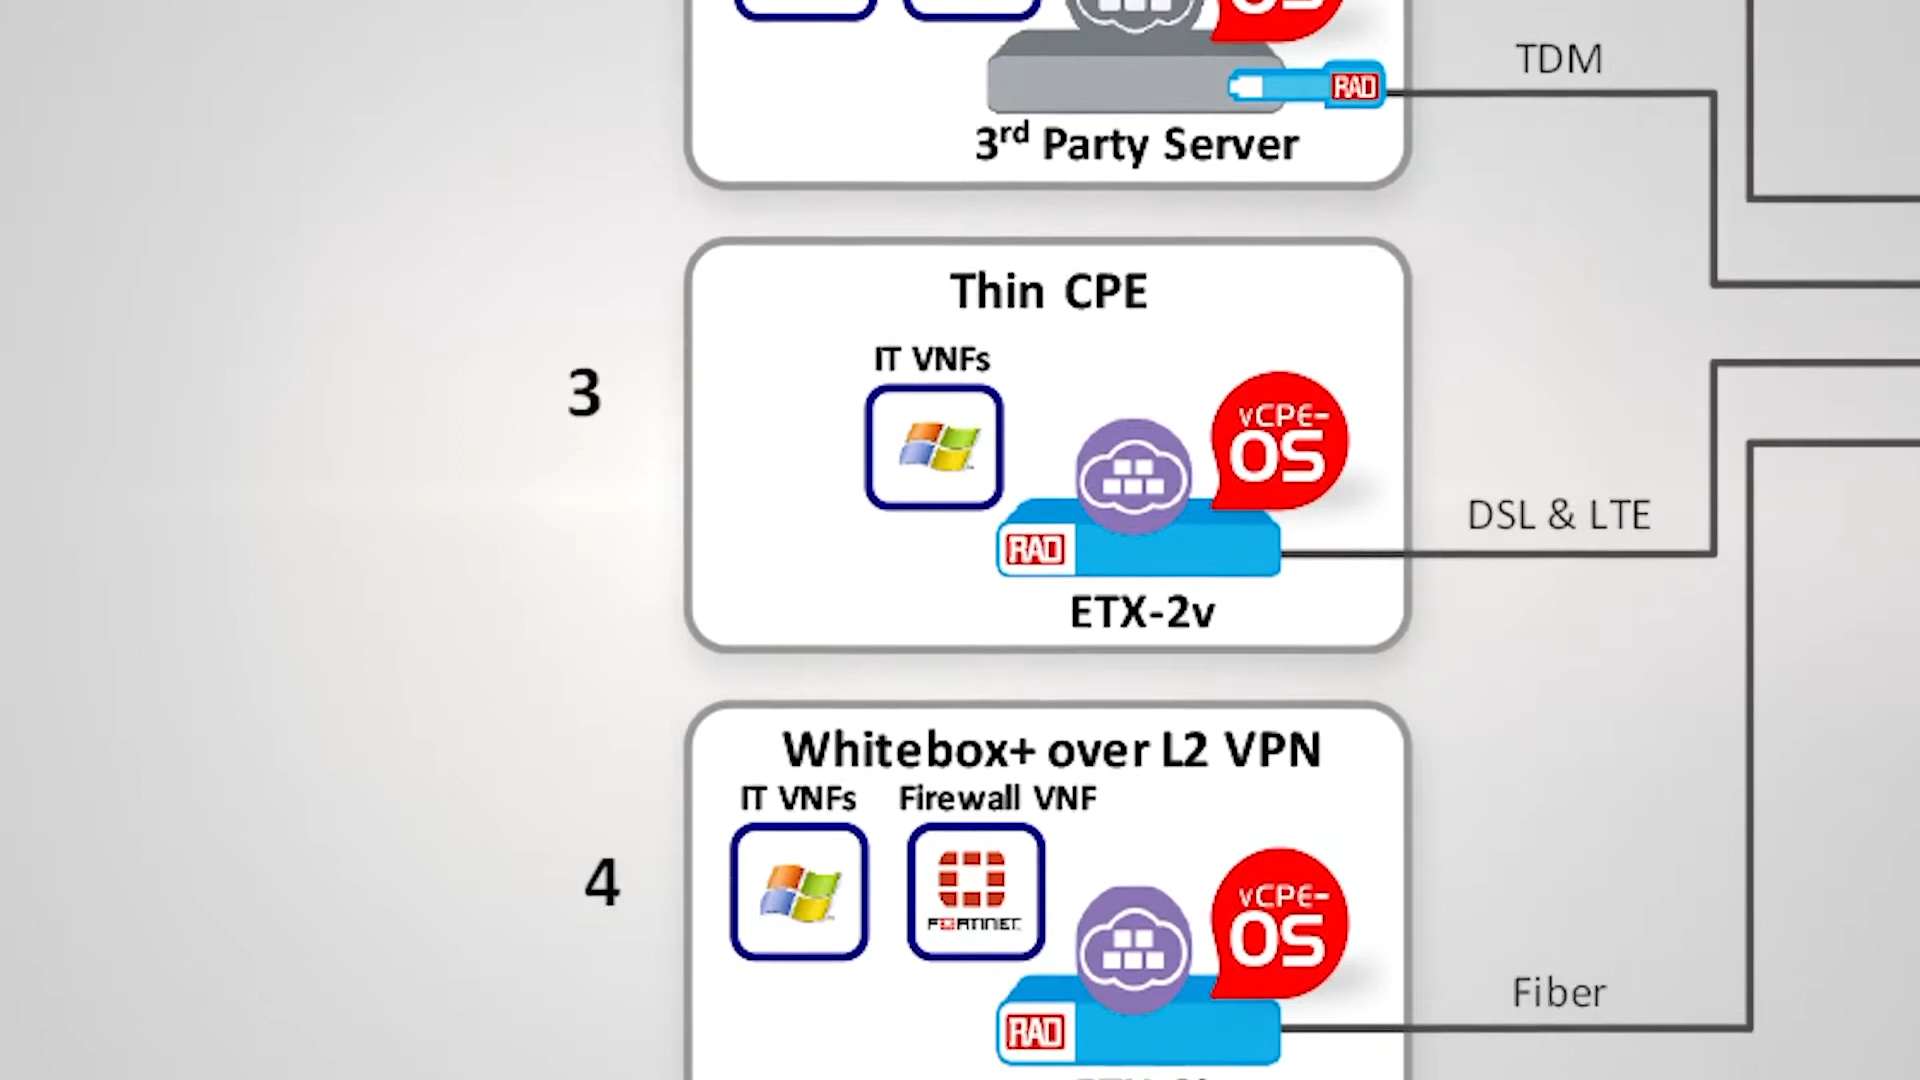 OS
TDM
RAD
3rd Party Server
Thin CPE
IT VNFs
3
vCPE-
OS
DSL & LTE
RAD
ETX-2v
Whitebox+ over L2 VPN
IT VNFs Firewall VNF
4
vCPE-
OS
FORTINET
Fiber
RAD